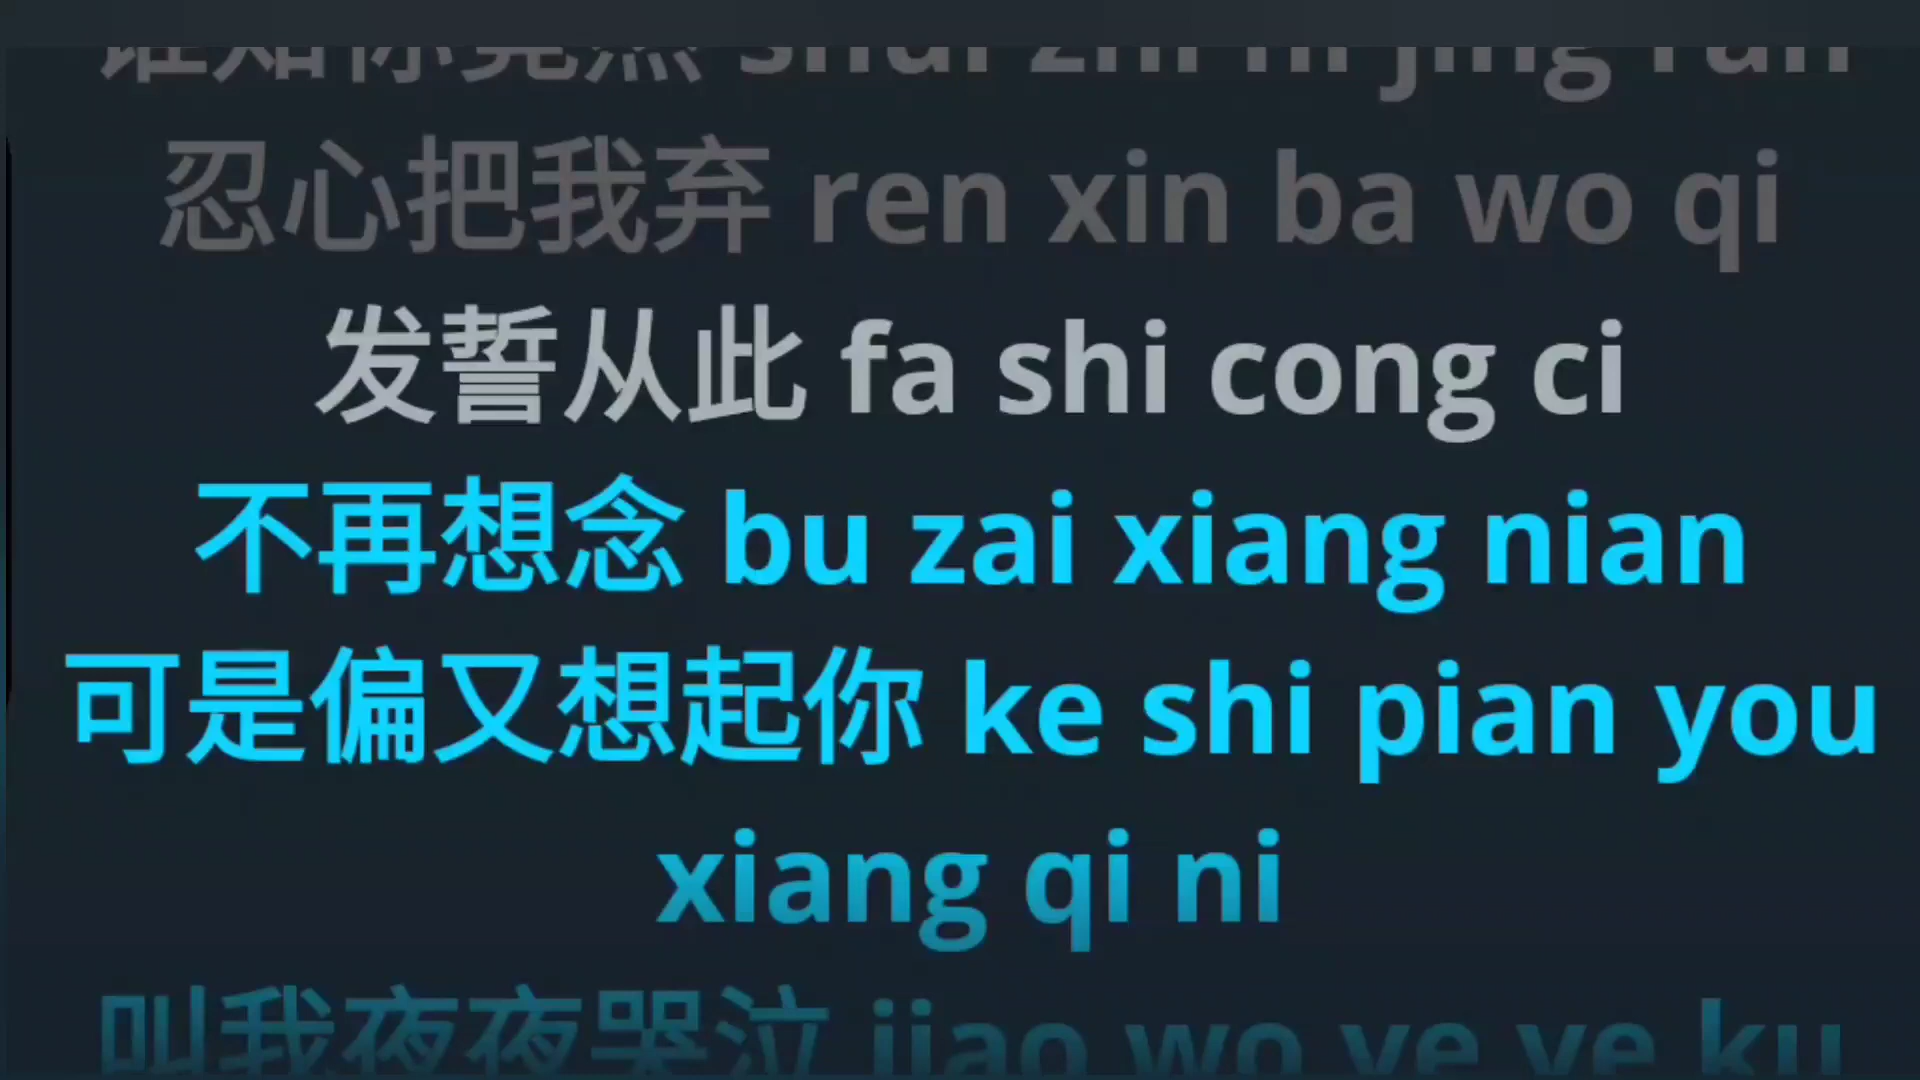 谁知你竟然 shui zhi ni jing ran
忍心把我弃 ren xin ba wo qi
发誓从此 fa shi cong ci
不再想念 bu zai xiang nian
可是偏又想起你 ke shi pian you
xiang qi ni
叫我夜夜哭泣 jiao wo ye ye ku